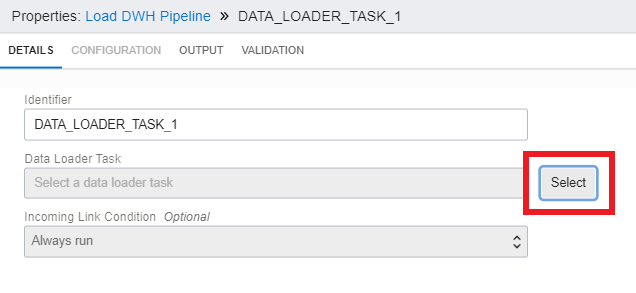 Properties: Load DWH Pipeline » DATA_LOADER_TASK_1
DETAILS CONFIGURATION OUTPUT VALIDATION
Identifier
DATA_LOADER_TASK_1
Data Loader Task
Select a data loader task Select
Incoming Link Condition Optional
Always run